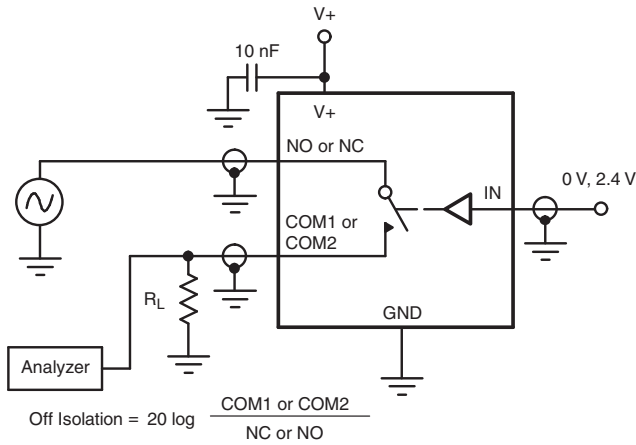 V+
10 nF
V+
NO or NC
0 V, 2.4 V
IN
COM1 or
COM2
RL
GND
Analyzer
Off Isolation = 20 log COM1 or COM2
NC or NO